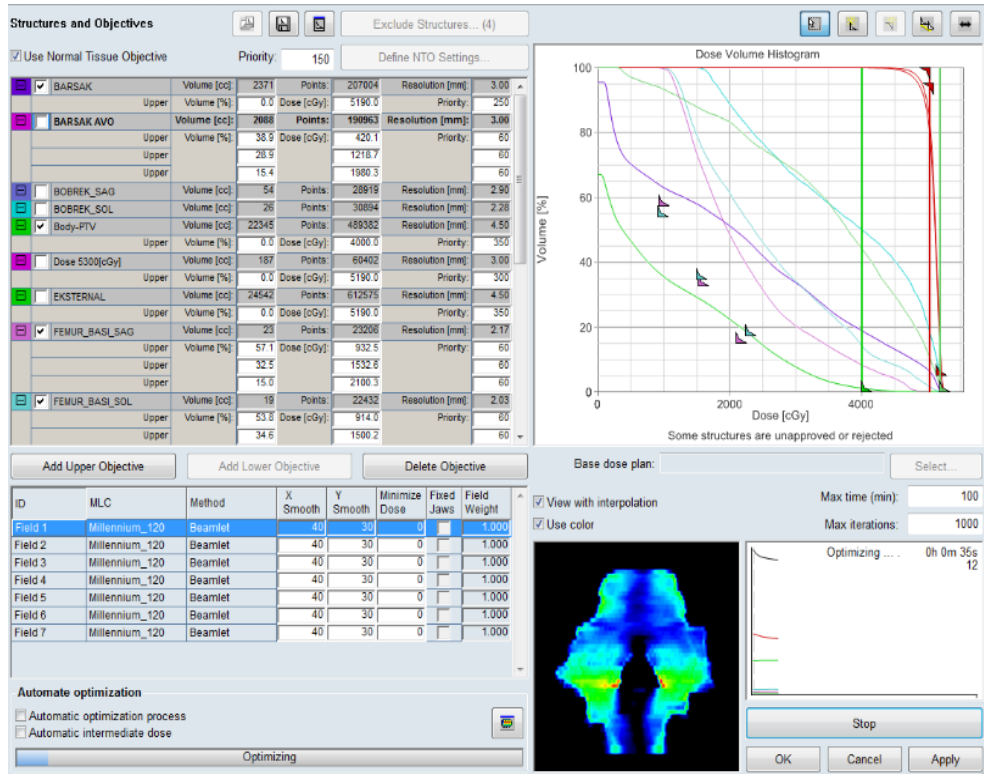 Structures and Objectives
Exclude Structures... (4)
Use Normal Tissue Objective Priority: 150 Define NTO Settings...
BARSAK Volume [cc]: 2371 Points: 207004 Resolution [mm]: 3.00
Upper Volume [%]: 0.0 Dose [cGy]: 5190.0 Priority: 250
BARSAK AVO Volume [cc]: 2088 Points: 190963 Resolution [mm]: 3.00
Upper Volume [%]: 38.9 Dose [cGy]: 420.1 Priority: 60
Upper 28.9 1218.7 60
Upper 15.4 1980.3 60
BOBREK_SAG Volume [cc]: 54 Points: 28919 Resolution [mm]: 2.90
BOBREK_SOL Volume [cc]: 26 Points: 30894 Resolution [mm]: 2.28
Body-PTV Volume [cc]: 22345 Points: 489382 Resolution [mm]: 4.50
Upper Volume [%]: 0.0 Dose [cGy]: 4000.0 Priority: 350
Dose 5300[cGy] Volume [cc]: 187 Points: 60402 Resolution [mm]: 3.00
Upper Volume [%]: 0.0 Dose [cGy]: 5190.0 Priority: 300
EKSTERNAL Volume [cc]: 24542 Points: 612575 Resolution [mm]: 4.50
Upper Volume [%]: 0.0 Dose [cGy]: 5190.0 Priority: 350
FEMUR_BASI_SAG Volume [cc]: 23 Points: 23206 Resolution [mm]: 2.17
Upper Volume [%]: 57.1 Dose [cGy]: 932.5 Priority: 60
Upper 32.5 1532.6 60
Upper 15.0 2100.3 60
FEMUR_BASI_SOL Volume [cc]: 19 Points: 22432 Resolution [mm]: 2.03
Upper Volume [%]: 53.8 Dose [cGy]: 914.0 Priority: 60
Upper 34.6 1500.2 60
Add Upper Objective Add Lower Objective Delete Objective
Dose Volume Histogram
100
80
60
40
20
0
Volume [%]
0 2000 4000
Dose [cGy]
Some structures are unapproved or rejected
Base dose plan: Select...
ID MLC Method X Smooth Y Smooth Minimize Dose Fixed Jaws Field Weight
Field 1 Millennium_120 Beamlet 40 30 0 1.000
Field 2 Millennium_120 Beamlet 40 30 0 1.000
Field 3 Millennium_120 Beamlet 40 30 0 1.000
Field 4 Millennium_120 Beamlet 40 30 0 1.000
Field 5 Millennium_120 Beamlet 40 30 0 1.000
Field 6 Millennium_120 Beamlet 40 30 0 1.000
Field 7 Millennium_120 Beamlet 40 30 0 1.000
View with interpolation Max time (min): 100
Use color Max iterations: 1000
Optimizing ... . 0h 0m 35s
12
Automate optimization
Automatic optimization process
Automatic intermediate dose
Optimizing
Stop
OK Cancel Apply